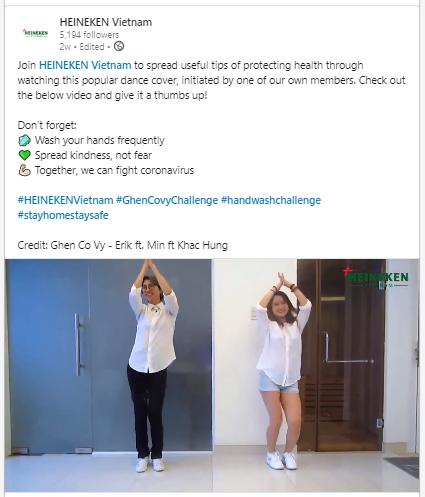 HEINEKEN Vietnam
HEINEKEN
5,194 followers
2w • Edited •
Join HEINEKEN Vietnam to spread useful tips of protecting health through
watching this popular dance cover, initiated by one of our own members. Check out
the below video and give it a thumbs up!
Don't forget:
Wash your hands frequently
Spread kindness, not fear
Together, we can fight coronavirus
#HEINEKENVietnam #GhenCovyChallenge #handwashchallenge
#stayhomestaysafe
Credit: Ghen Co Vy - Erik ft. Min ft Khac Hung
HEINEKEN